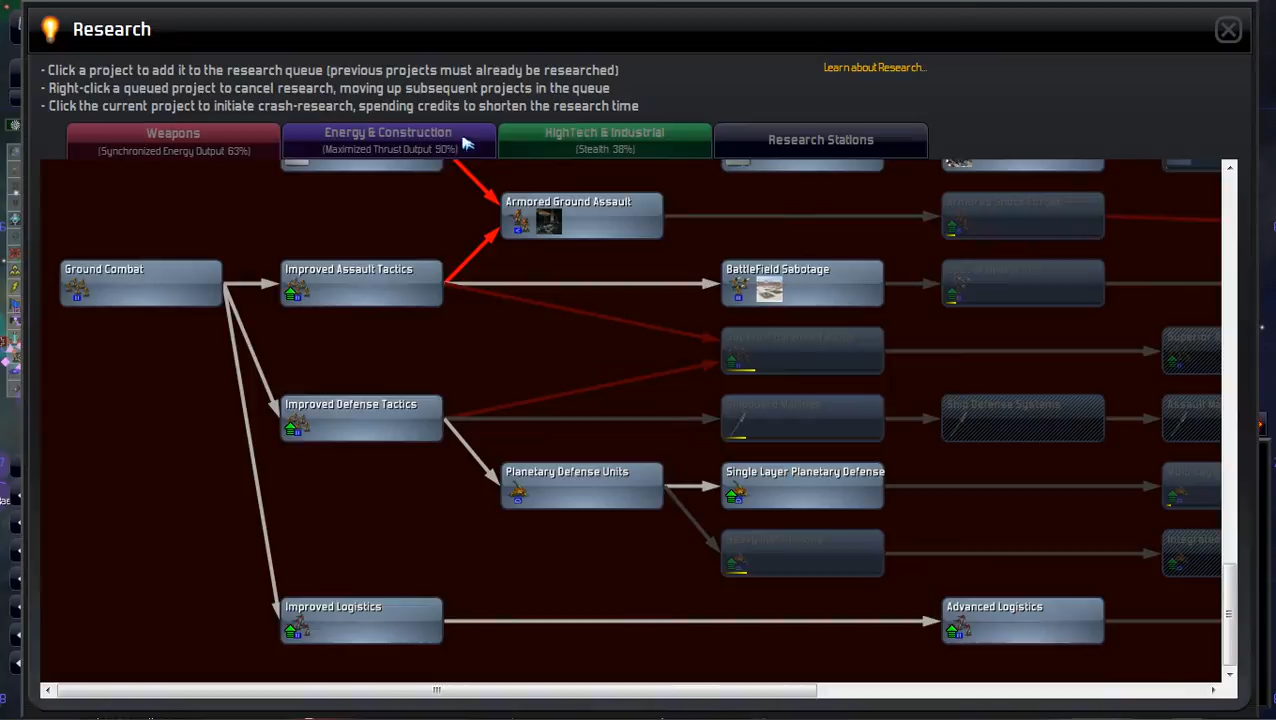 Research
- Click a project to add it to the research queue (previous projects must already be researched)
- Right-click a queued project to cancel research, moving up subsequent projects in the queue
- Click the current project to initiate crash-research, spending credits to shorten the research time
Learn about Research...
Weapons
(Synchronized Energy Output 63%)
Energy & Construction
(Maximized Thrust Output 90%)
HighTech & Industrial
(Stealth 38%)
Research Stations
Armored Ground Assault
Ground Combat
Improved Assault Tactics
BattleField Sabotage
Superior
Improved Defense Tactics
Ship Defense Systems
Planetary Defense Units
Single Layer Planetary Defense
Improved Logistics
Advanced Logistics